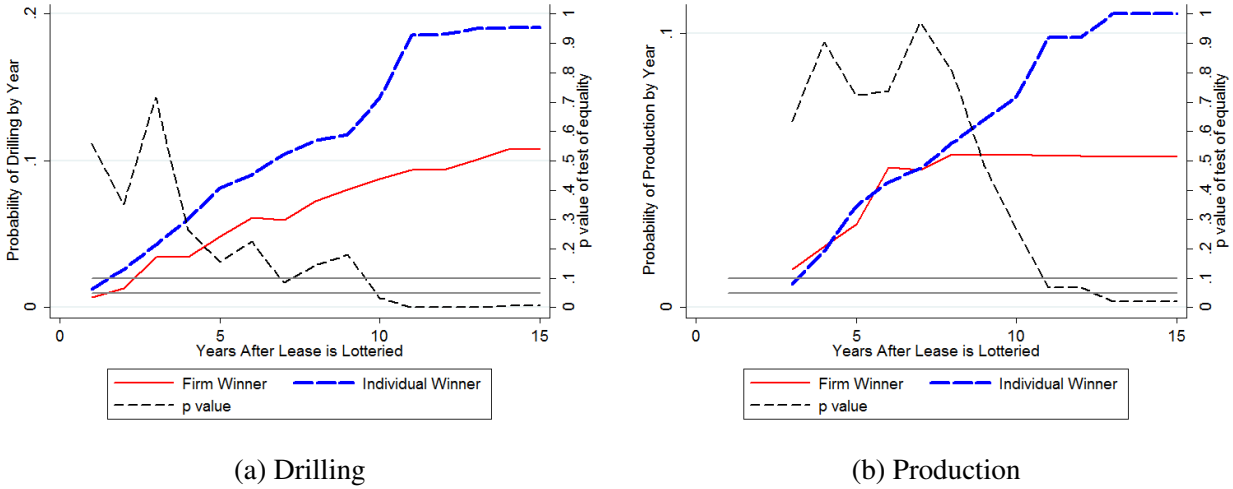 Probability of Drilling by Year
0
.1
.2
0
.1
.2
.3
.4
.5
.6
.7
.8
.9
1
p value of test of equality
0
5
10
15
Years After Lease is Lotteried
Firm Winner
Individual Winner
p value
(a) Drilling
Probability of Production by Year
0
.1
0
.1
.2
.3
.4
.5
.6
.7
.8
.9
1
p value of test of equality
0
5
10
15
Years After Lease is Lotteried
Firm Winner
Individual Winner
p value
(b) Production